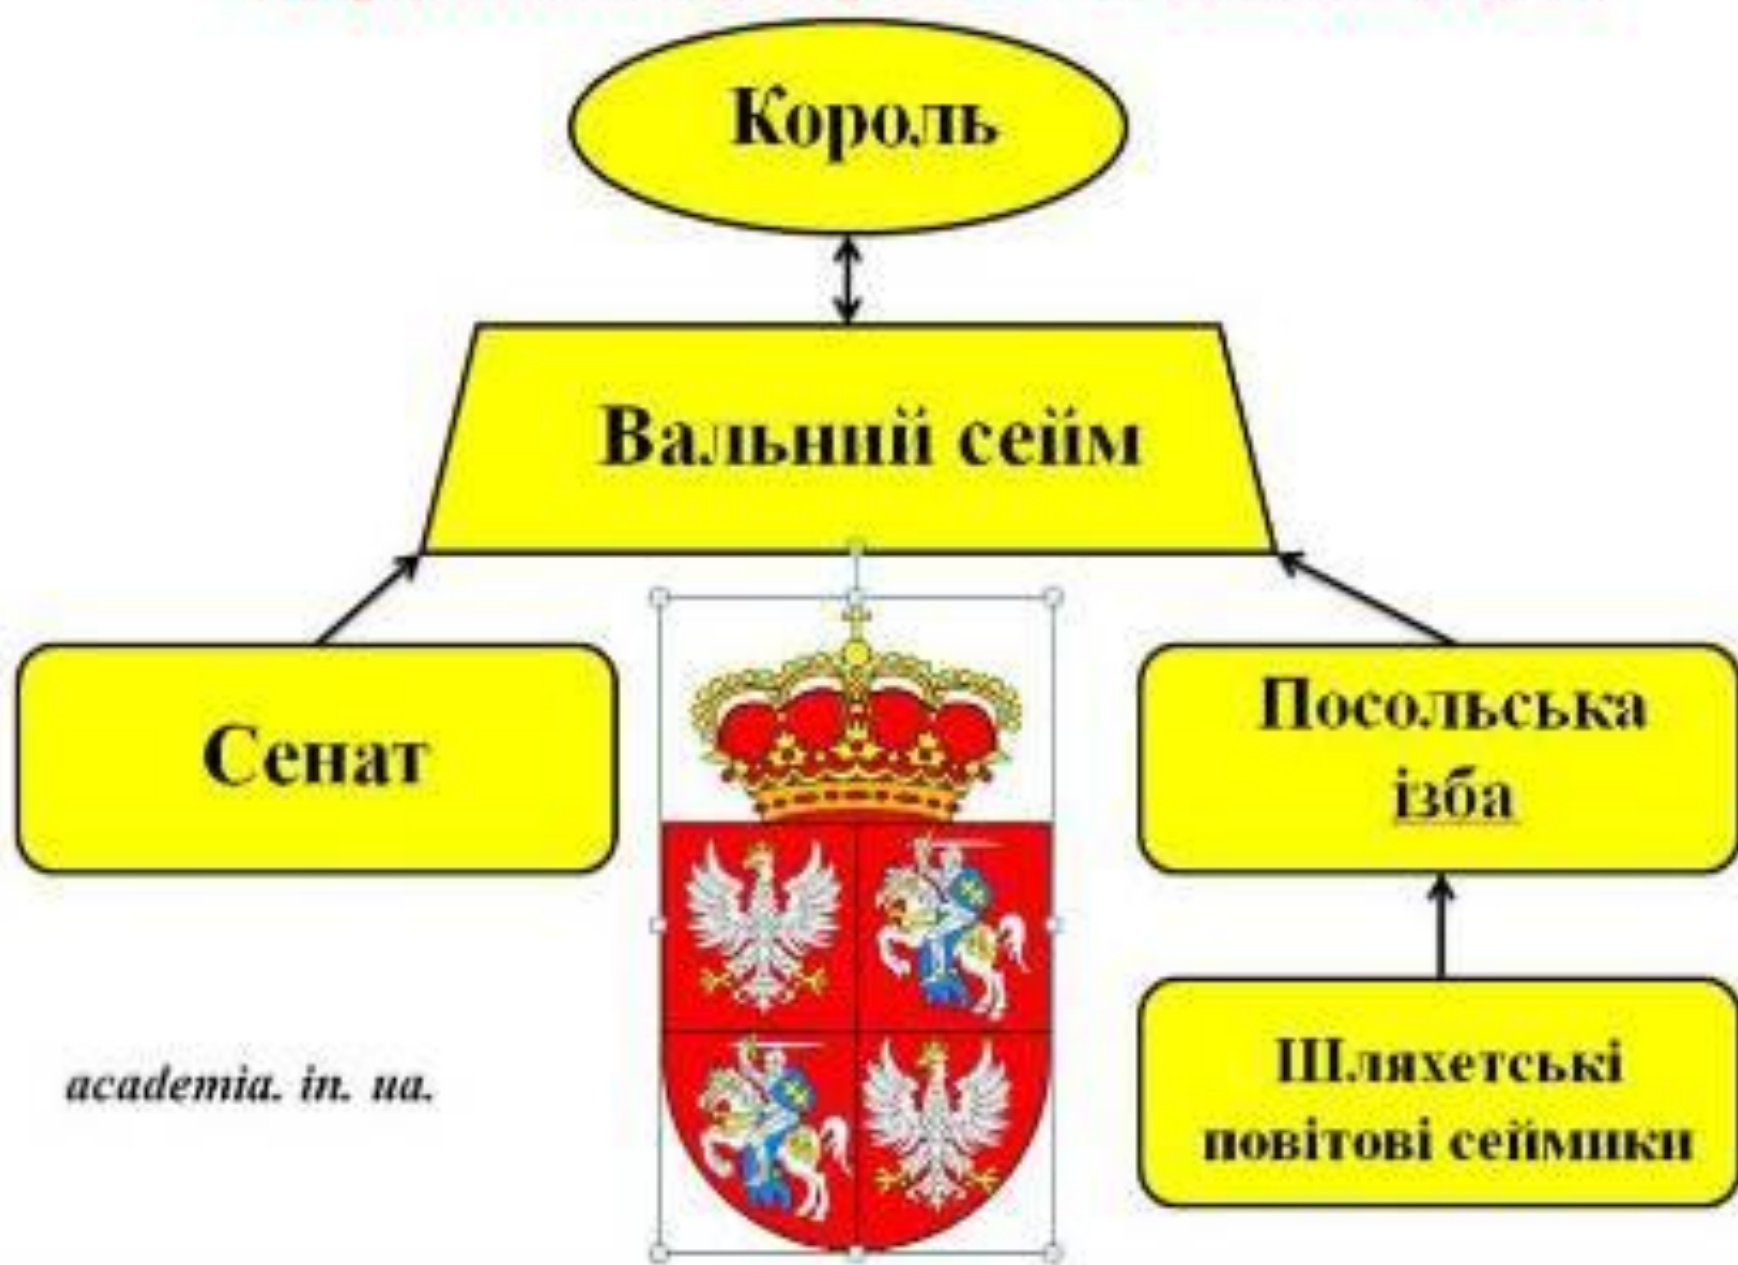 Король
Вальний сейм
Сенат
Посольська
ізба
Шляхетські
повітові сеймики
academia. in. ua.